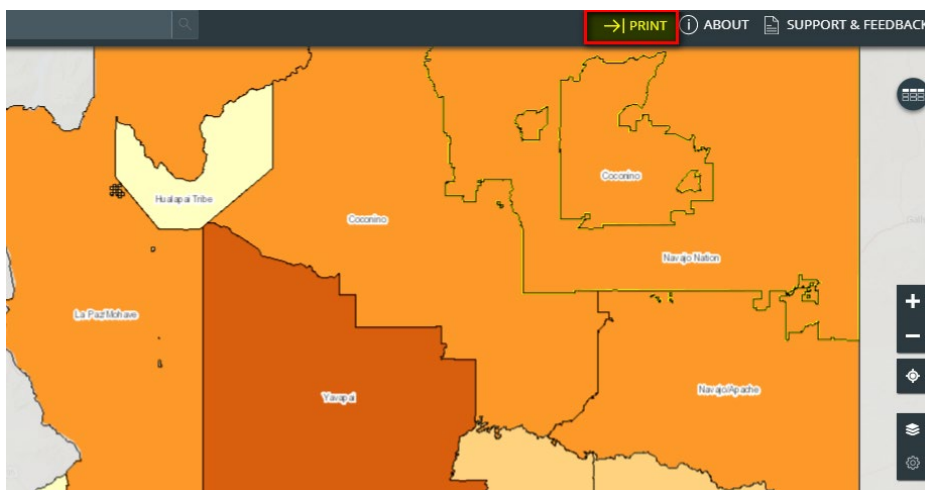 PRINT
ABOUT
SUPPORT & FEEDBACK
Coconino
Hualapai Tribe
Coconino
Navajo Nation
La Paz/Mohave
Navajo/Apache
Yavapai